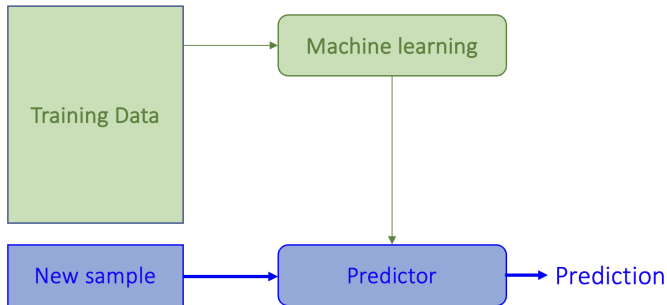 Machine learning
Training Data
New sample
Predictor
Prediction